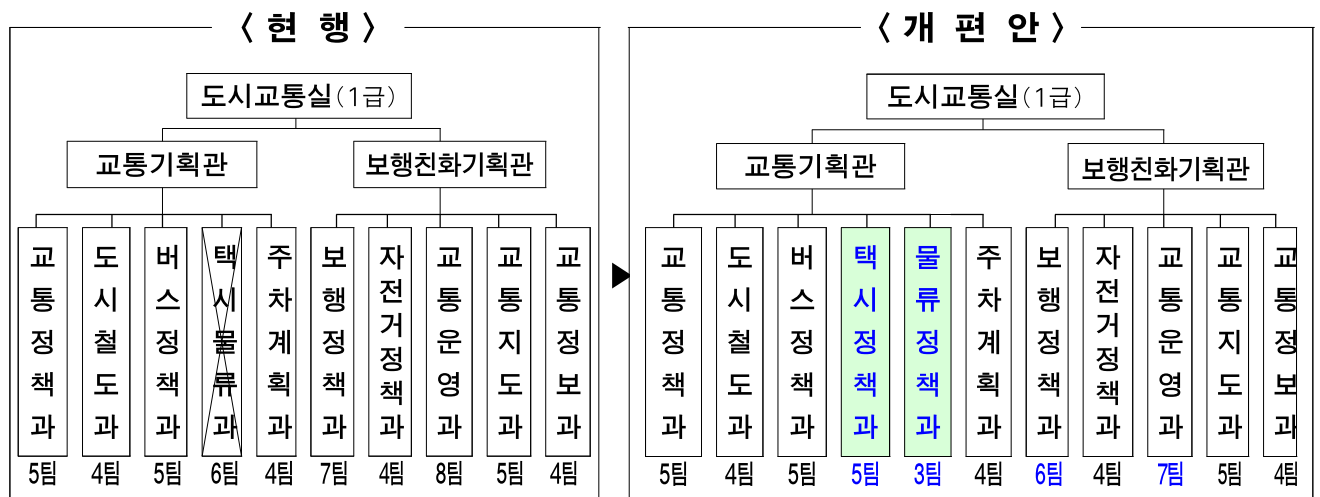 〈 현 행 〉
도시교통실(1급)
교통기획관
보행친화기획관
교통정책과
도시철도과
버스정책과
택시물류과
주차계획과
보행정책과
자전거정책과
교통운영과
교통지도과
교통정보과
5팀 4팀 5팀 6팀 4팀 7팀 4팀 8팀 5팀 4팀
〈 개 편 안 〉
도시교통실(1급)
교통기획관
보행친화기획관
교통정책과
도시철도과
버스정책과
택시정책과
물류정책과
주차계획과
보행정책과
자전거정책과
교통운영과
교통지도과
교통정보과
5팀 4팀 5팀 5팀 3팀 4팀 6팀 4팀 7팀 5팀 4팀